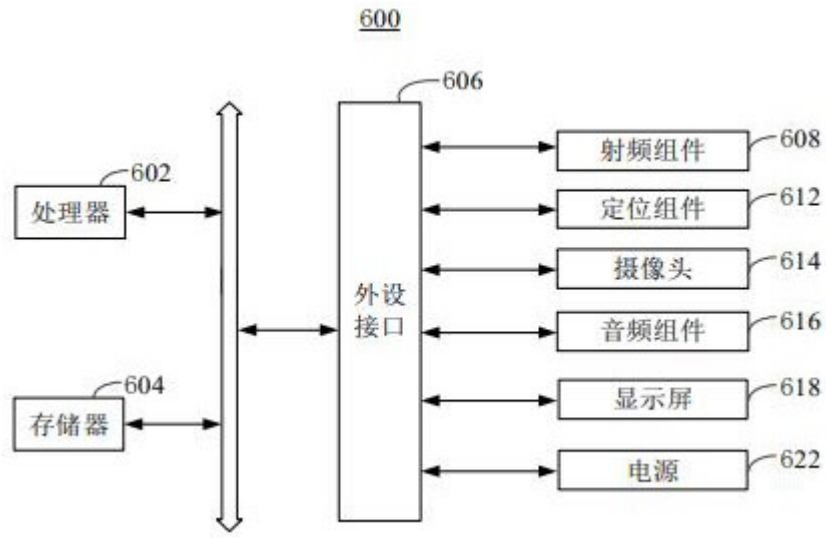 600
606
602
处理器
604
存储器
外设
接口
射频组件
608
定位组件
612
摄像头
614
音频组件
616
显示屏
618
电源
622